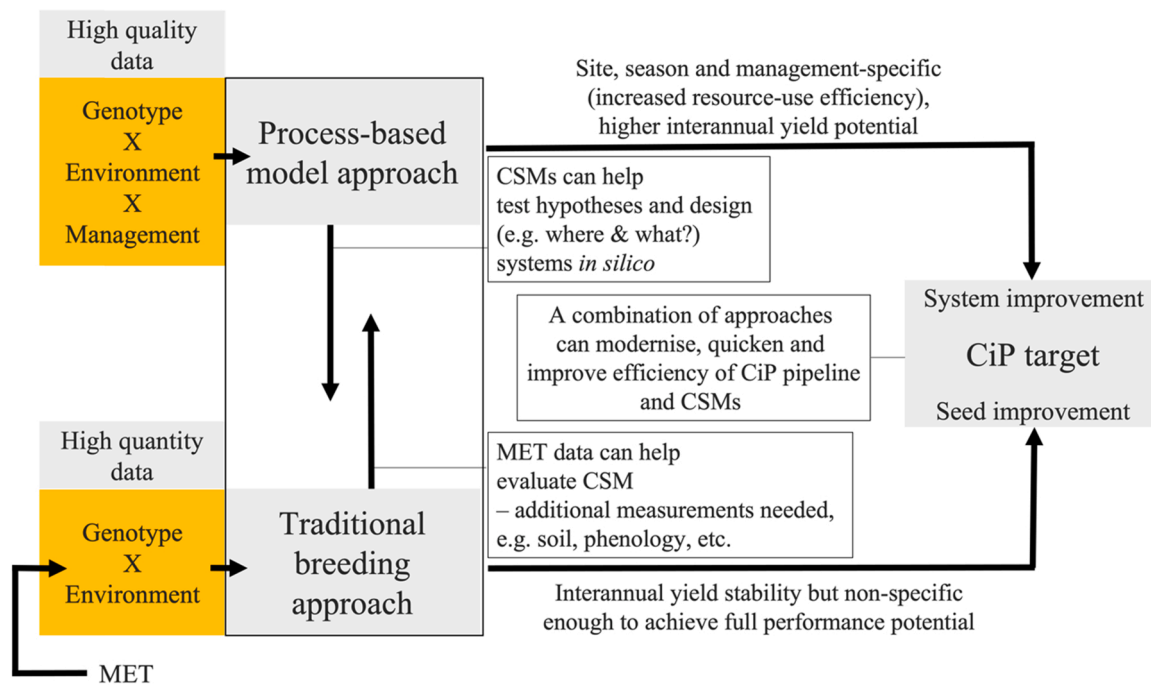 High quality
data
Genotype
X
Environment
X
Management
Process-based
model approach
Site, season and management-specific
(increased resource-use efficiency),
higher interannual yield potential
CSMs can help
test hypotheses and design
(e.g. where & what?)
systems in silico
A combination of approaches
can modernise, quicken and
improve efficiency of CiP pipeline
and CSMs
System improvement
CiP target
Seed improvement
High quantity
data
Genotype
X
Environment
Traditional
breeding
approach
MET data can help
evaluate CSM
– additional measurements needed,
e.g. soil, phenology, etc.
Interannual yield stability but non-specific
enough to achieve full performance potential
MET